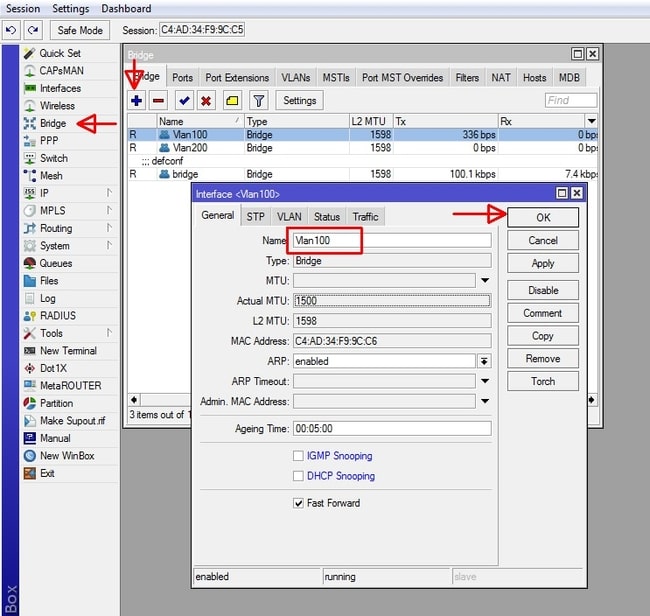 Session Settings Dashboard
Safe Mode Session: C4:AD:34:F9:9C:C5
Quick Set
CAPsMAN
Interfaces
Wireless
Bridge
PPP
Switch
Mesh
IP
MPLS
Routing
System
Queues
Files
Log
RADIUS
Tools
New Terminal
Dot1X
MetaROUTER
Partition
Make Supout.rif
Manual
New WinBox
Exit
Box
Bridge
Bridge Ports Port Extensions VLANs MSTIs Port MST Overrides Filters NAT Hosts MDB
Settings Find
Name Type L2 MTU Tx Rx
R Vlan100 Bridge 1598 336 bps 0 bp
R Vlan200 Bridge 1598 0 bps 0 bp
;;; defconf
R bridge Bridge 1598 100.1 kbps 7.4 kbp
3 items out of
Interface <Vlan100>
General STP VLAN Status Traffic
Name: Vlan100
Type: Bridge
MTU:
Actual MTU: 1500
L2 MTU: 1598
MAC Address: C4:AD:34:F9:9C:C6
ARP: enabled
ARP Timeout:
Admin. MAC Address:
Ageing Time: 00:05:00
IGMP Snooping
DHCP Snooping
Fast Forward
OK
Cancel
Apply
Disable
Comment
Copy
Remove
Torch
enabled running slave